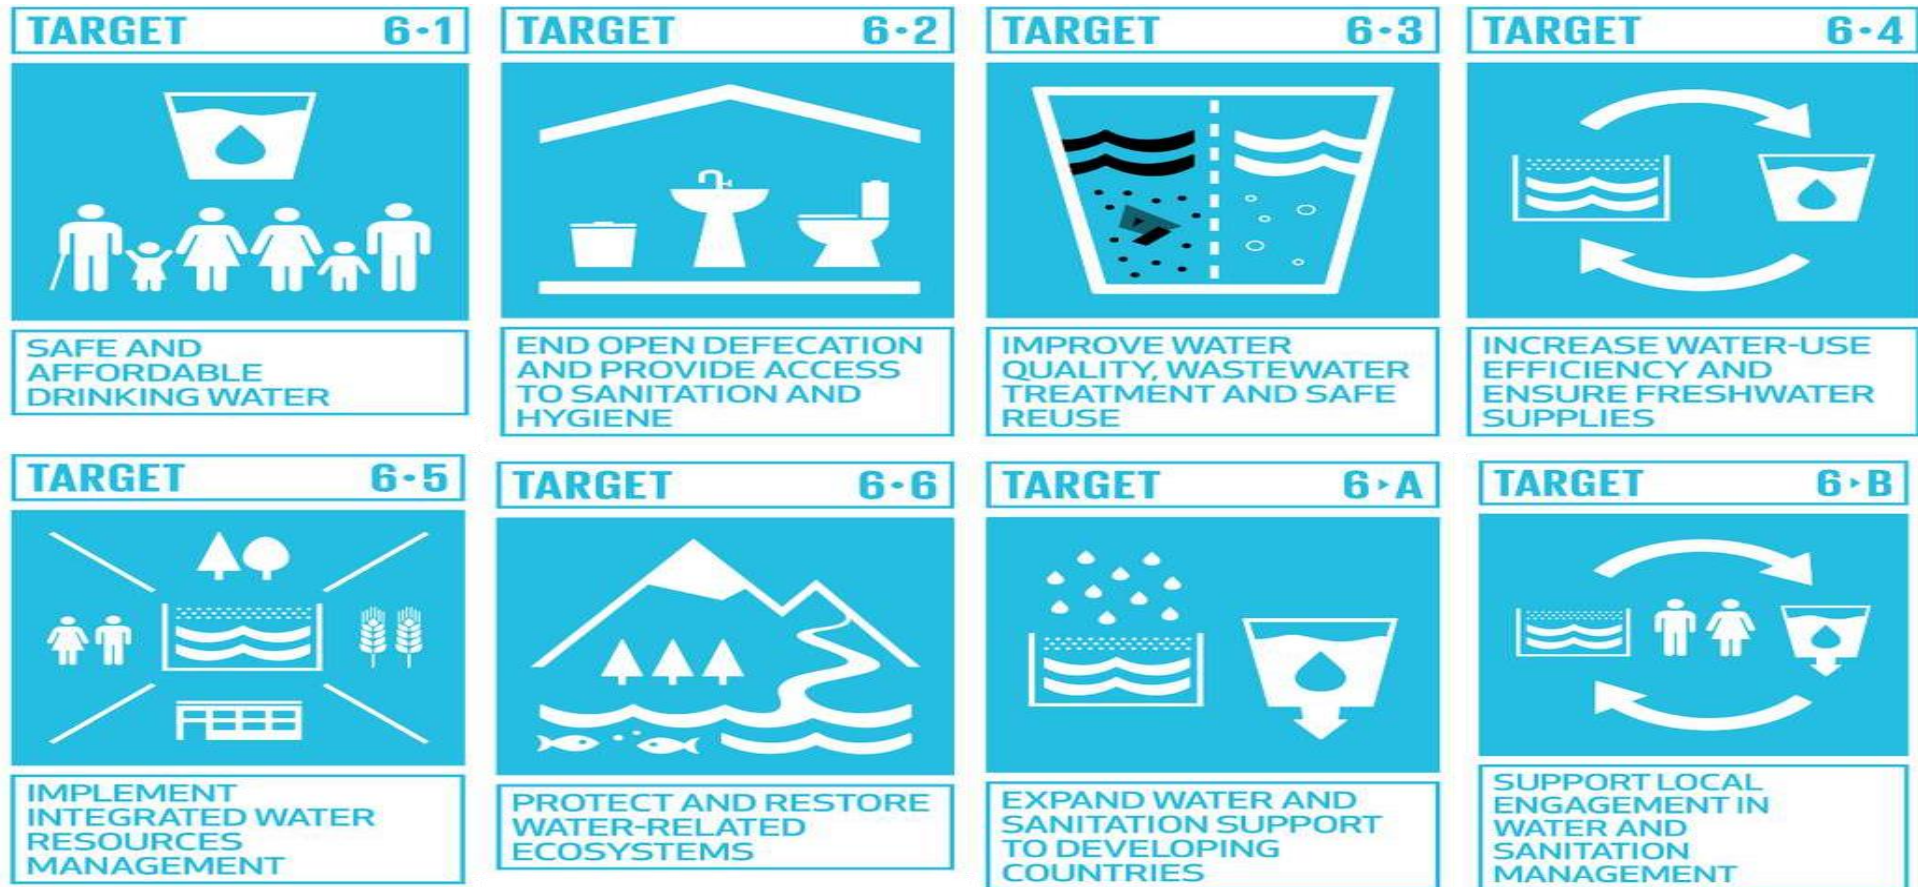 TARGET 6·1
SAFE AND
AFFORDABLE
DRINKING WATER
TARGET 6·2
END OPEN DEFECATION
AND PROVIDE ACCESS
TO SANITATION AND
HYGIENE
TARGET 6·3
IMPROVE WATER
QUALITY, WASTEWATER
TREATMENT AND SAFE
REUSE
TARGET 6·4
INCREASE WATER-USE
EFFICIENCY AND
ENSURE FRESHWATER
SUPPLIES
TARGET 6·5
IMPLEMENT
INTEGRATED WATER
RESOURCES
MANAGEMENT
TARGET 6·6
PROTECT AND RESTORE
WATER-RELATED
ECOSYSTEMS
TARGET 6▸A
EXPAND WATER AND
SANITATION SUPPORT
TO DEVELOPING
COUNTRIES
TARGET 6▸B
SUPPORT LOCAL
ENGAGEMENT IN
WATER AND
SANITATION
MANAGEMENT